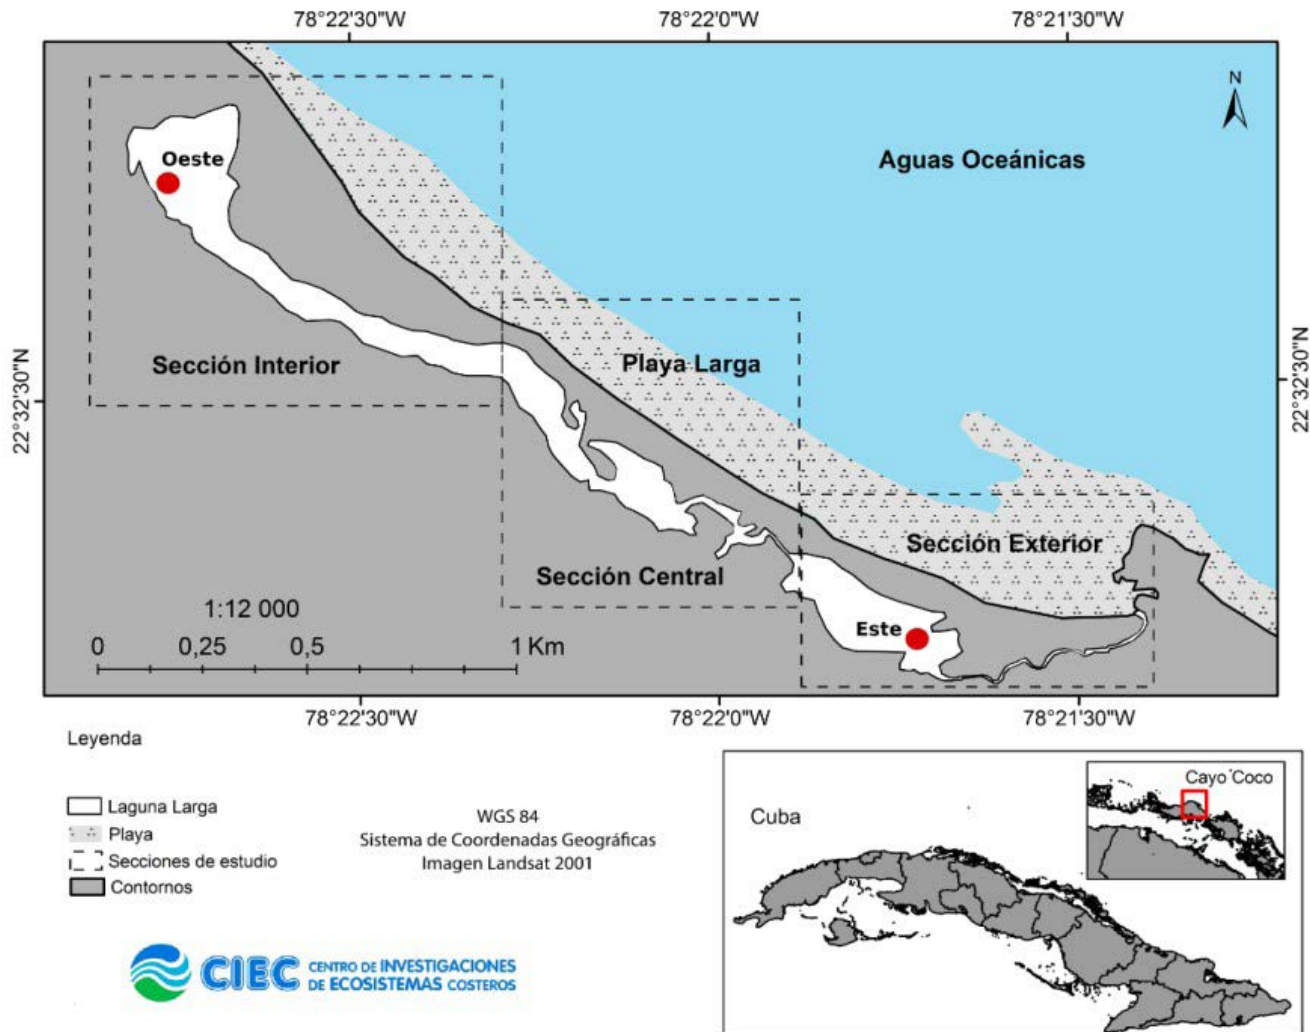 78°22'30"W
78°22'0"W
78°21'30"W
N
Oeste
Aguas Oceánicas
Sección Interior
Playa Larga
22°32'30"N
22°32'30"N
Sección Exterior
Sección Central
1:12 000
0
0,25
0,5
1 Km
Este
78°22'30"W
78°22'0"W
78°21'30"W
Leyenda
Laguna Larga
Playa
Secciones de estudio
Contornos
WGS 84
Sistema de Coordenadas Geográficas
Imagen Landsat 2001
Cuba
Cayo Coco
CIEC
CENTRO DE INVESTIGACIONES
DE ECOSISTEMAS COSTEROS